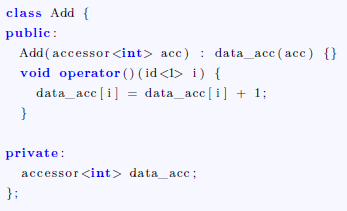 class Add {
public:
  Add(accessor<int> acc) : data_acc(acc) {}
  void operator()(id<1> i) {
    data_acc[i] = data_acc[i] + 1;
  }

private:
  accessor<int> data_acc;
};